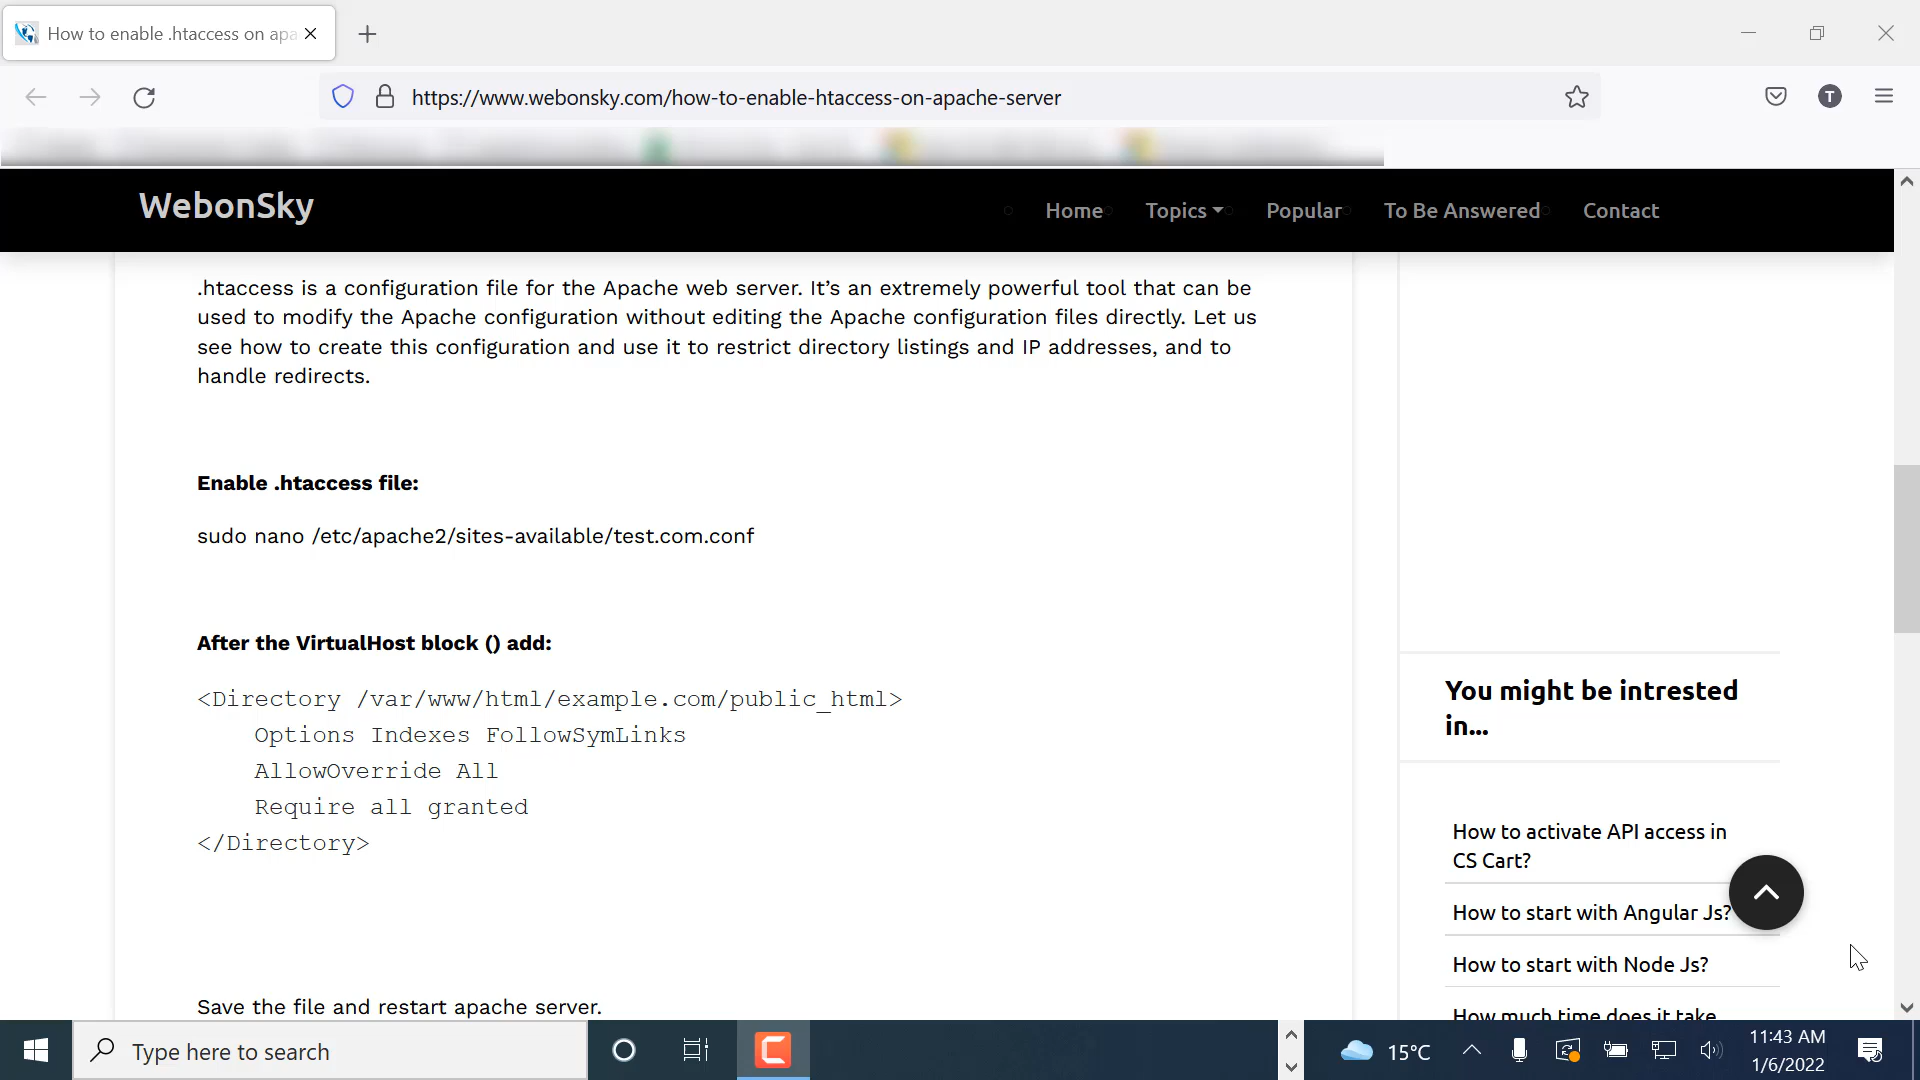 How to enable .htaccess on apa
https://www.webonsky.com/how-to-enable-htaccess-on-apache-server
T
WebonSky
Home
Topics
Popular
To Be Answered
Contact
.htaccess is a configuration file for the Apache web server. It’s an extremely powerful tool that can be
used to modify the Apache configuration without editing the Apache configuration files directly. Let us
see how to create this configuration and use it to restrict directory listings and IP addresses, and to
handle redirects.
Enable .htaccess file:
sudo nano /etc/apache2/sites-available/test.com.conf
After the VirtualHost block () add:
<Directory /var/www/html/example.com/public_html>
Options Indexes FollowSymLinks
AllowOverride All
Require all granted
</Directory>
Save the file and restart apache server.
You might be intrested
in...
How to activate API access in
CS Cart?
How to start with Angular Js?
How to start with Node Js?
How much time does it take
Type here to search
15°C
11:43 AM
1/6/2022